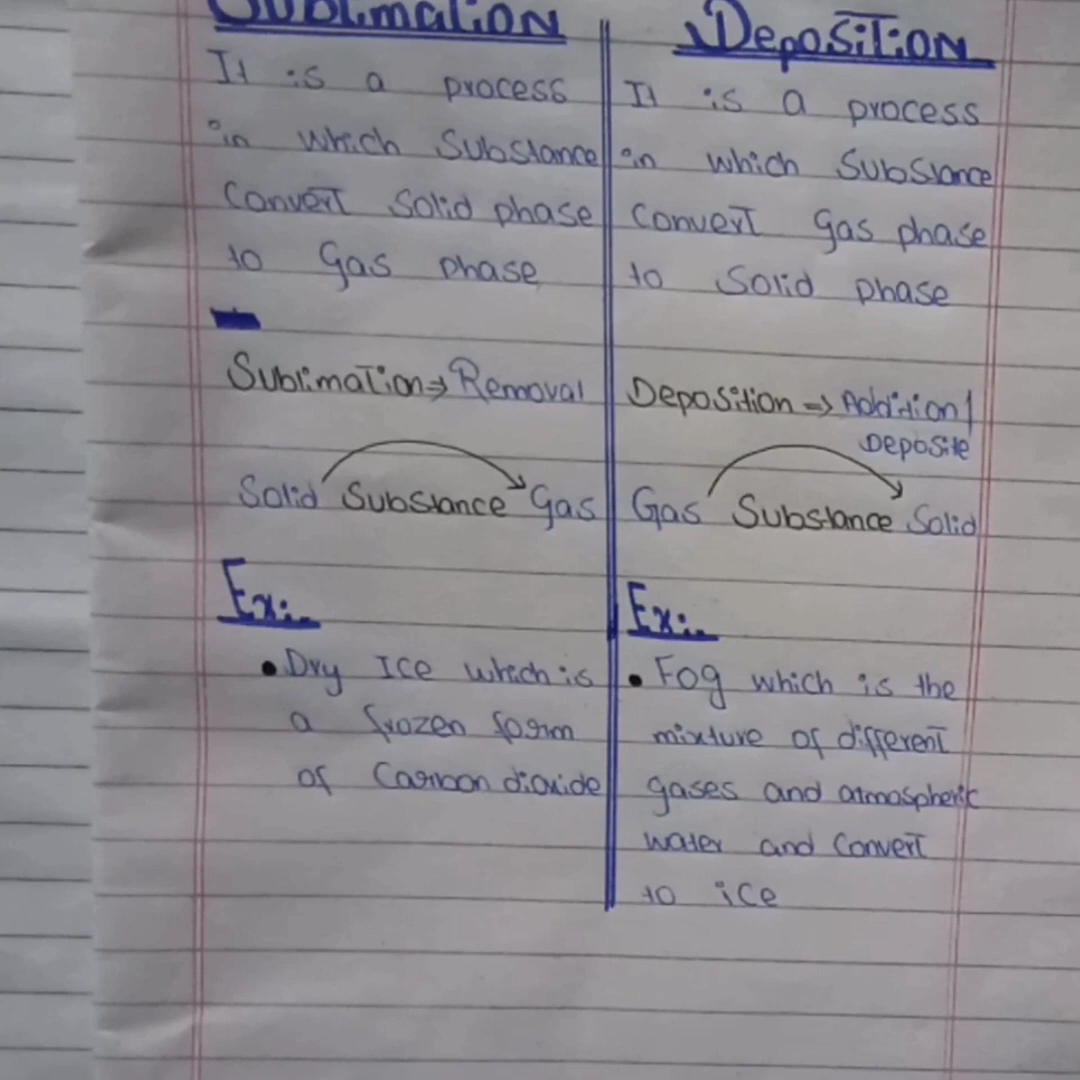 Sublimation
It is a process
in which Substance
Convert Solid phase
to Gas phase
Sublimation ⇒ Removal
Solid Substance Gas
Ex:
• Dry Ice which is
a frozen form
of Carbon dioxide
Deposition
It is a process
in which Substance
Convert Gas phase
to Solid phase
Deposition ⇒ Addition /
Deposite
Gas Substance Solid
Ex:
• Fog which is the
mixture of different
gases and atmospheric
water and Convert
to ice